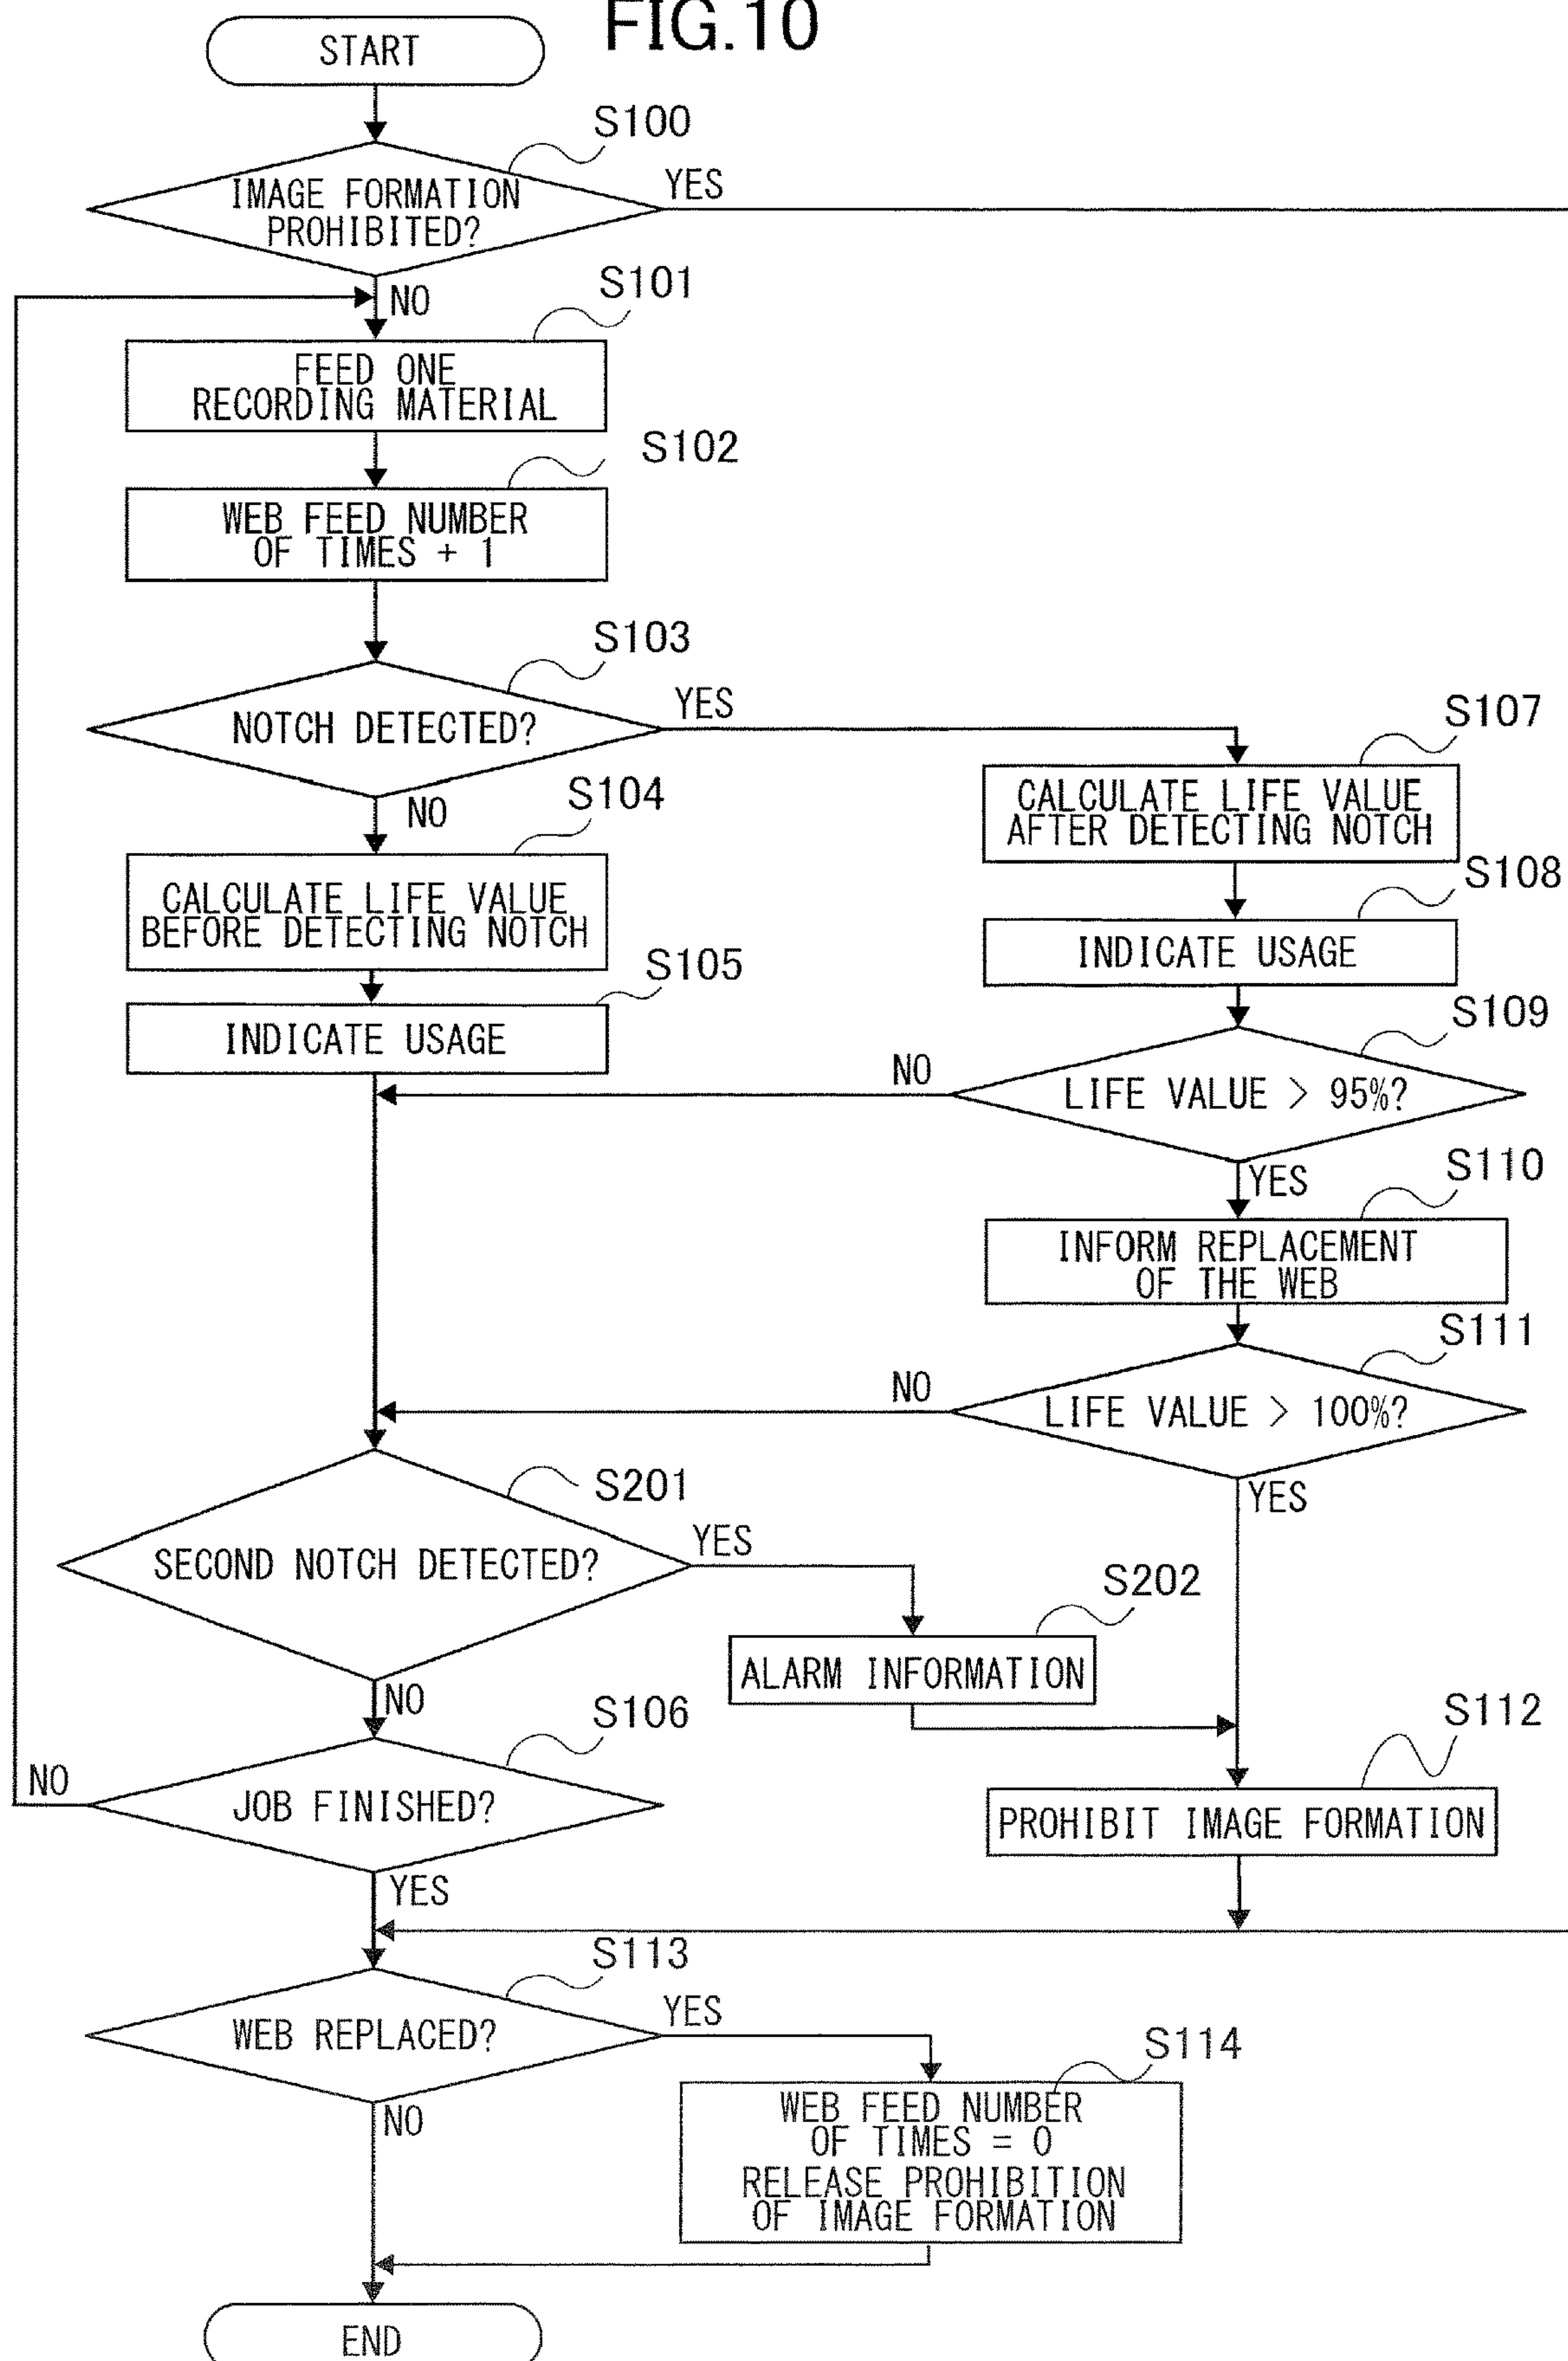 FIG.10
START
S100
IMAGE FORMATION
PROHIBITED?
YES
NO
S101
FEED ONE
RECORDING MATERIAL
S102
WEB FEED NUMBER
OF TIMES + 1
S103
NOTCH DETECTED?
YES
NO
S104
CALCULATE LIFE VALUE
BEFORE DETECTING NOTCH
S105
INDICATE USAGE
S107
CALCULATE LIFE VALUE
AFTER DETECTING NOTCH
S108
INDICATE USAGE
S109
LIFE VALUE > 95%?
NO
YES
S110
INFORM REPLACEMENT
OF THE WEB
S111
LIFE VALUE > 100%?
NO
YES
S201
SECOND NOTCH DETECTED?
YES
NO
S202
ALARM INFORMATION
S112
PROHIBIT IMAGE FORMATION
S106
JOB FINISHED?
NO
YES
S113
WEB REPLACED?
YES
NO
S114
WEB FEED NUMBER
OF TIMES = 0
RELEASE PROHIBITION
OF IMAGE FORMATION
END